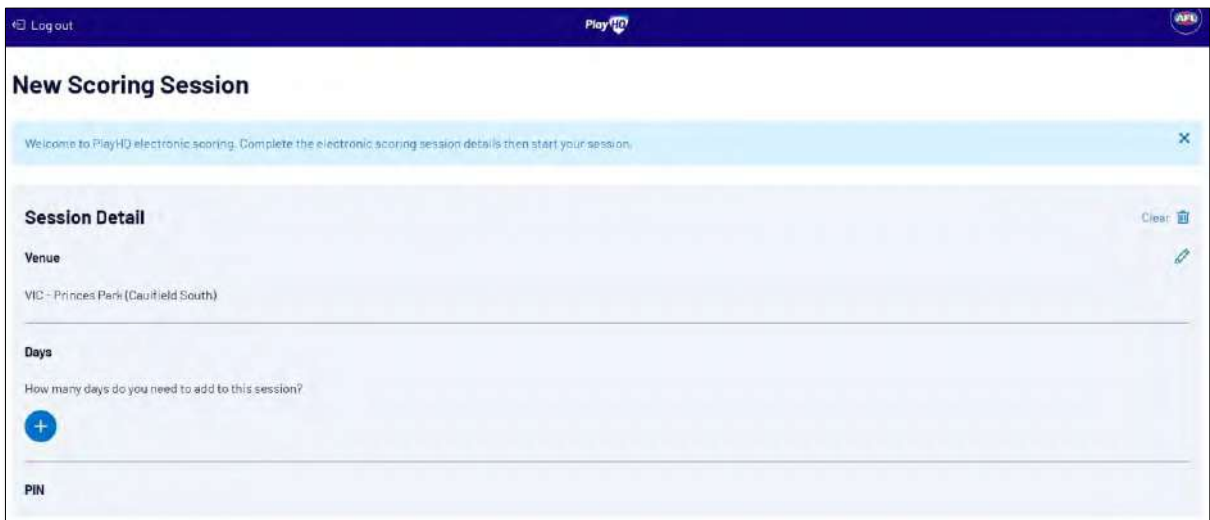 Log out
PlayHQ
AFL
New Scoring Session
Welcome to PlayHQ electronic scoring. Complete the electronic scoring session details then start your session.
Session Detail
Clear
Venue
VIC - Princes Park (Caulfield South)
Days
How many days do you need to add to this session?
PIN